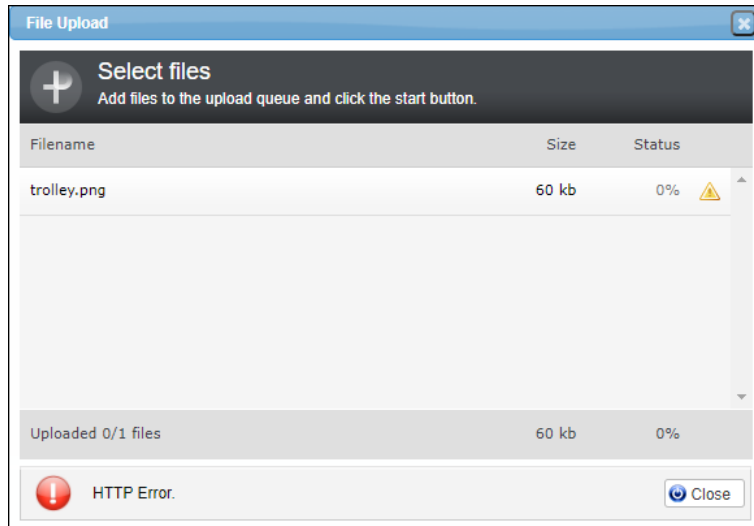 File Upload
Select files
Add files to the upload queue and click the start button.
Filename Size Status
trolley.png 60 kb 0%
Uploaded 0/1 files 60 kb 0%
HTTP Error. Close